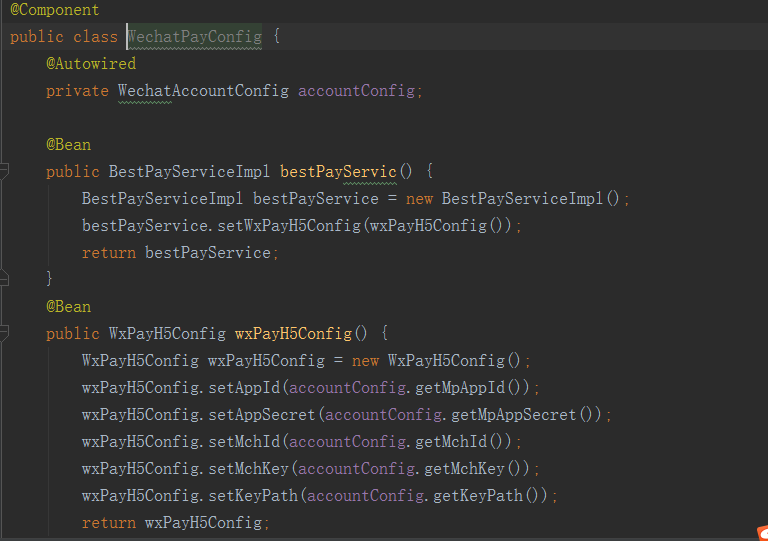 @Component
public class WechatPayConfig {
@Autowired
private WechatAccountConfig accountConfig;
@Bean
public BestPayServiceImpl bestPayServic() {
BestPayServiceImpl bestPayService = new BestPayServiceImpl();
bestPayService.setWxPayH5Config(wxPayH5Config());
return bestPayService;
}
@Bean
public WxPayH5Config wxPayH5Config() {
WxPayH5Config wxPayH5Config = new WxPayH5Config();
wxPayH5Config.setAppId(accountConfig.getMpAppId());
wxPayH5Config.setAppSecret(accountConfig.getMpAppSecret());
wxPayH5Config.setMchId(accountConfig.getMchId());
wxPayH5Config.setMchKey(accountConfig.getMchKey());
wxPayH5Config.setKeyPath(accountConfig.getKeyPath());
return wxPayH5Config;